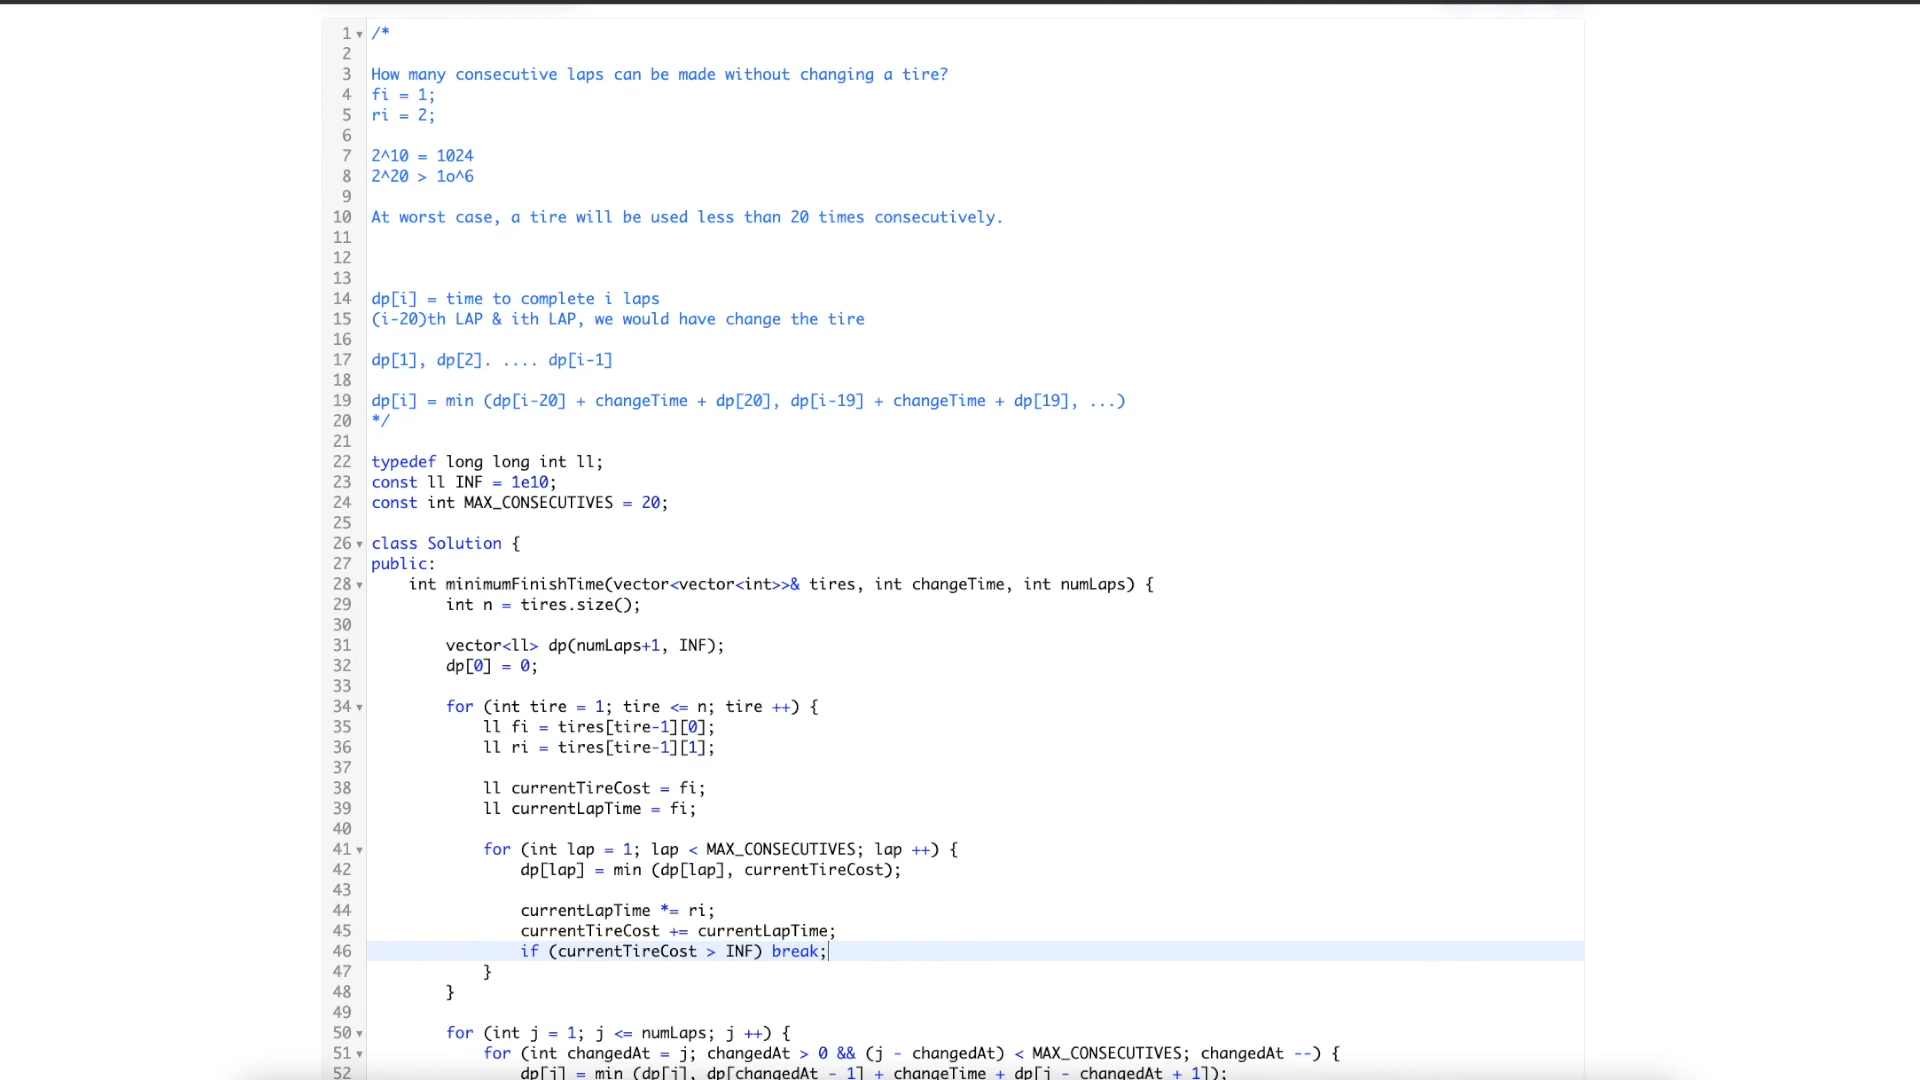 1 /*
2
3 How many consecutive laps can be made without changing a tire?
4 fi = 1;
5 ri = 2;
6
7 2^10 = 1024
8 2^20 > 1o^6
9
10 At worst case, a tire will be used less than 20 times consecutively.
11
12
13
14 dp[i] = time to complete i laps
15 (i-20)th LAP & ith LAP, we would have change the tire
16
17 dp[1], dp[2]. .... dp[i-1]
18
19 dp[i] = min (dp[i-20] + changeTime + dp[20], dp[i-19] + changeTime + dp[19], ...)
20 */
21
22 typedef long long int ll;
23 const ll INF = 1e10;
24 const int MAX_CONSECUTIVES = 20;
25
26 class Solution {
27 public:
28     int minimumFinishTime(vector<vector<int>>& tires, int changeTime, int numLaps) {
29         int n = tires.size();
30
31         vector<ll> dp(numLaps+1, INF);
32         dp[0] = 0;
33
34         for (int tire = 1; tire <= n; tire ++) {
35             ll fi = tires[tire-1][0];
36             ll ri = tires[tire-1][1];
37
38             ll currentTireCost = fi;
39             ll currentLapTime = fi;
40
41             for (int lap = 1; lap < MAX_CONSECUTIVES; lap ++) {
42                 dp[lap] = min (dp[lap], currentTireCost);
43
44                 currentLapTime *= ri;
45                 currentTireCost += currentLapTime;
46                 if (currentTireCost > INF) break;
47             }
48         }
49
50         for (int j = 1; j <= numLaps; j ++) {
51             for (int changedAt = j; changedAt > 0 && (j - changedAt) < MAX_CONSECUTIVES; changedAt --) {
52                 dp[j] = min (dp[j], dp[changedAt - 1] + changeTime + dp[j - changedAt + 1]);